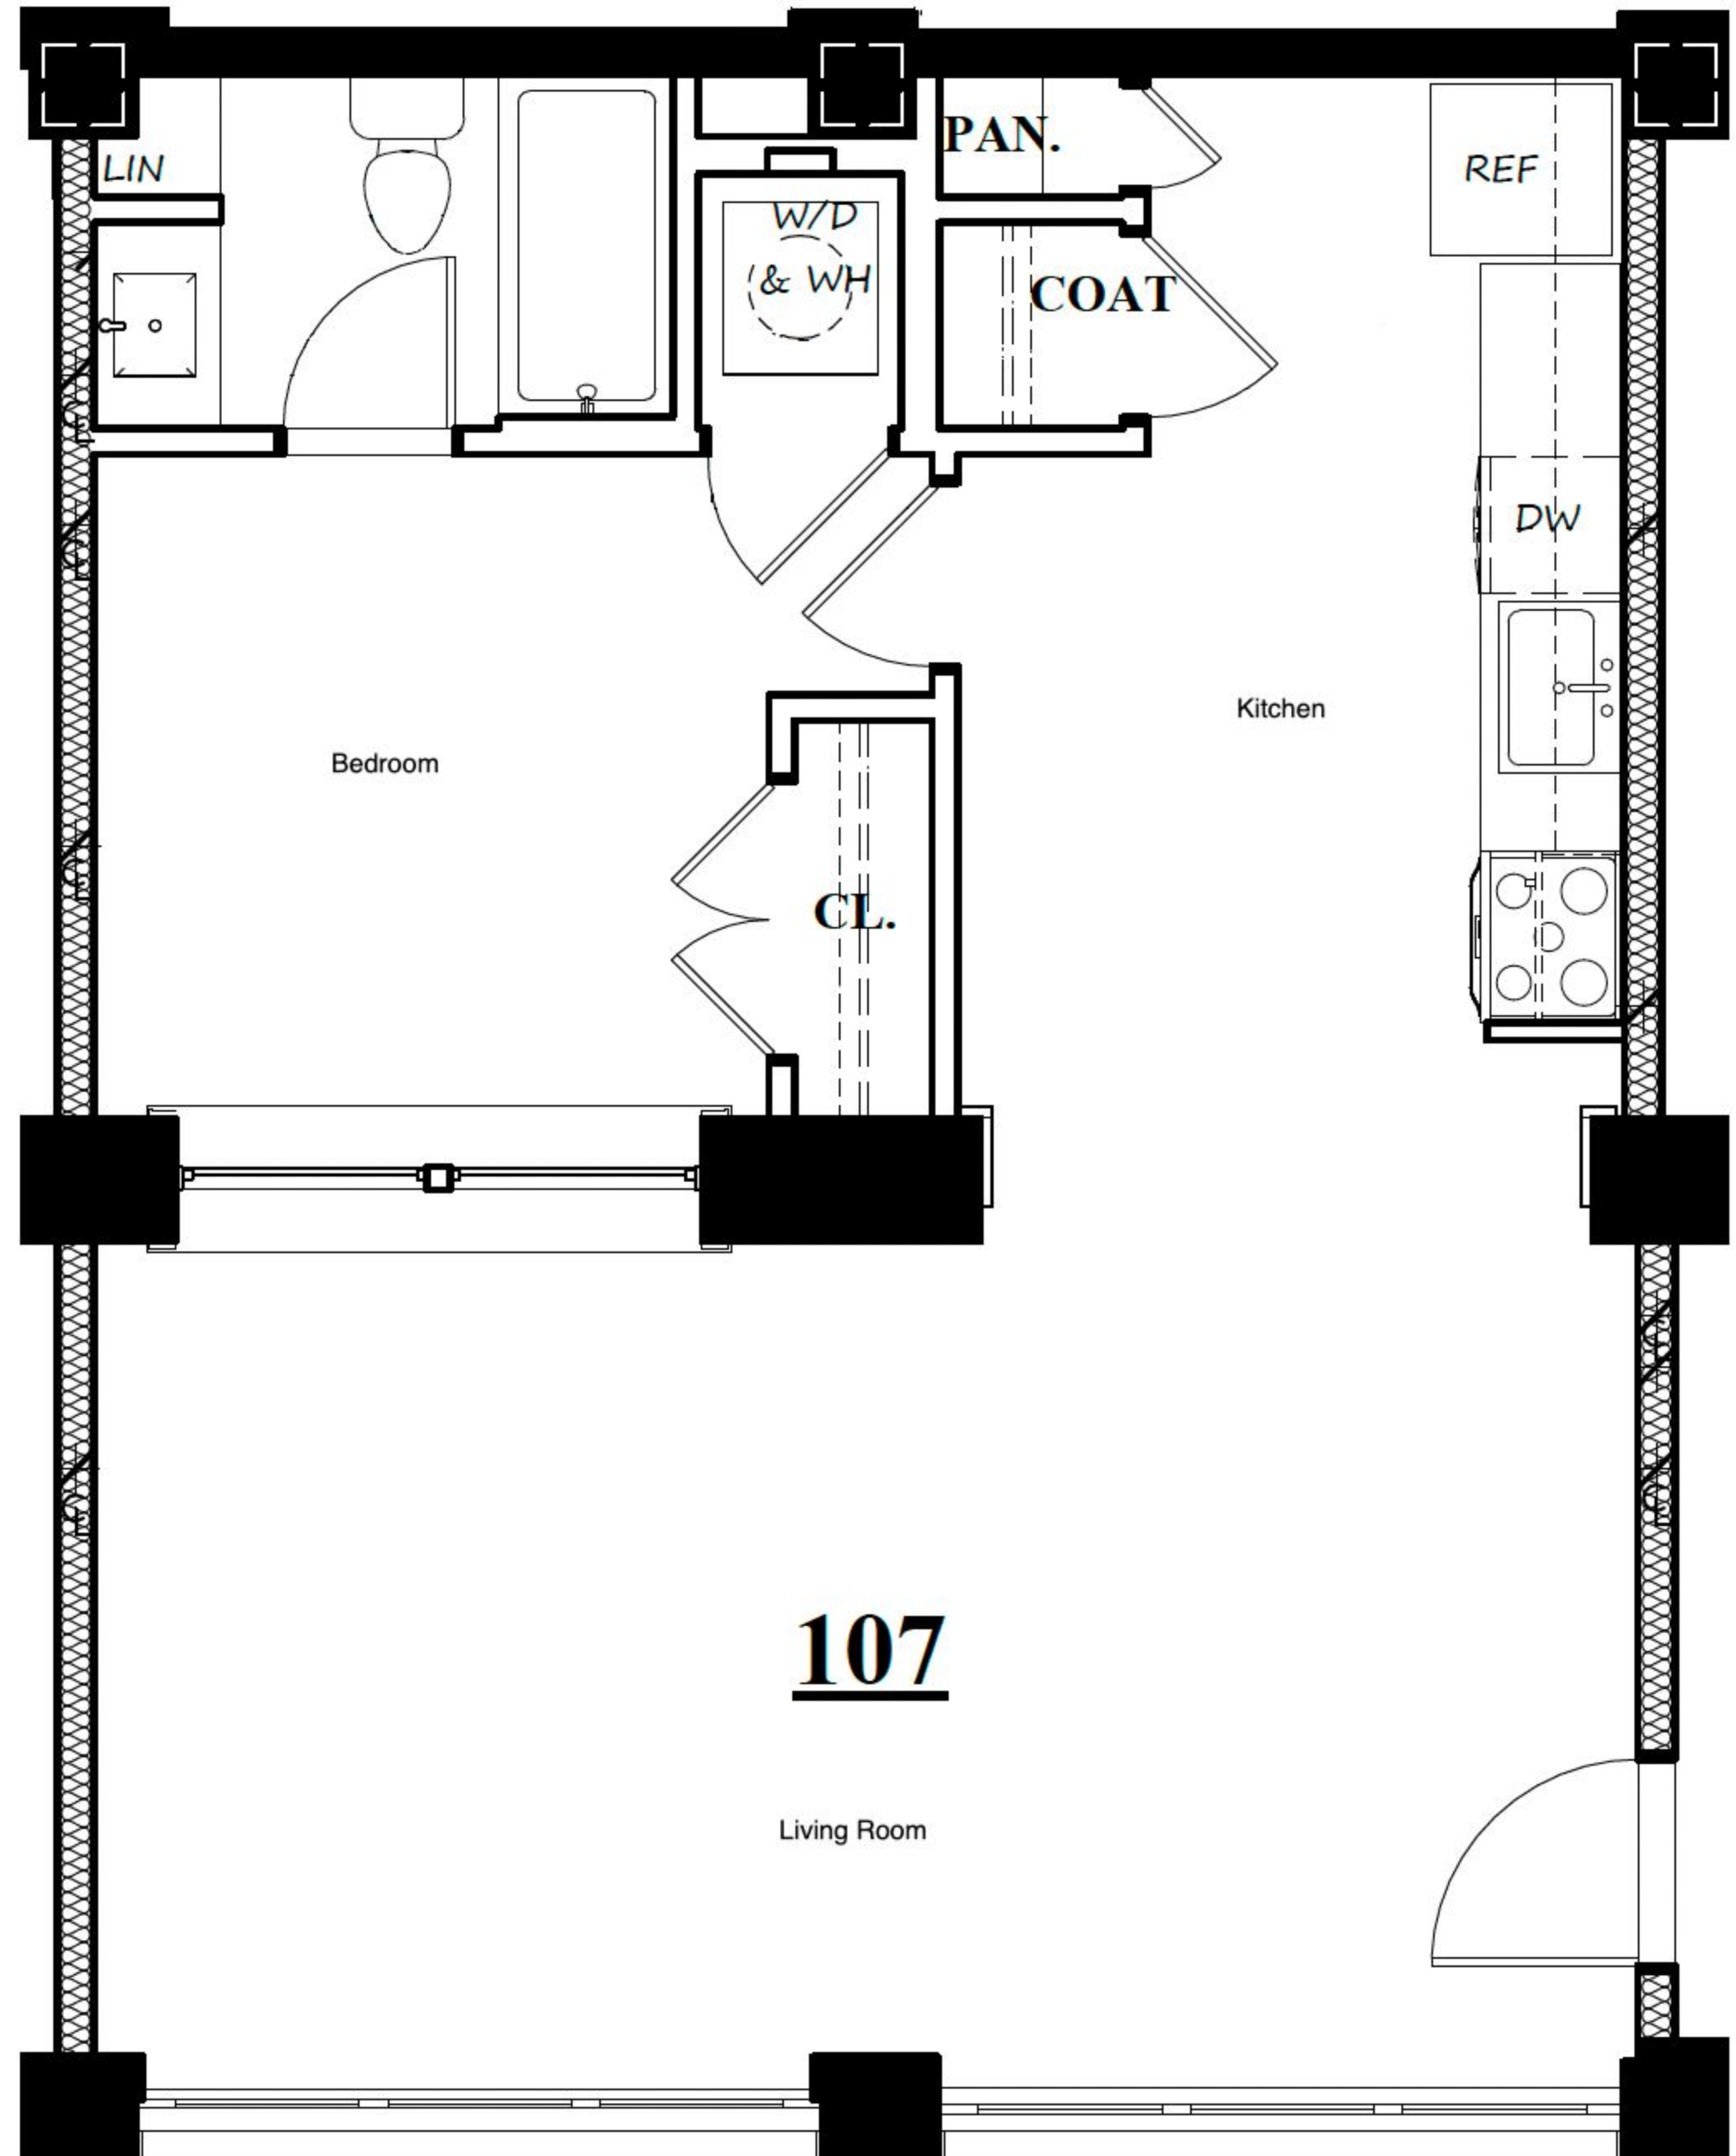 PAN.
LIN
REF
W/D
& WH
COAT
DW
Kitchen
Bedroom
CL.
107
Living Room